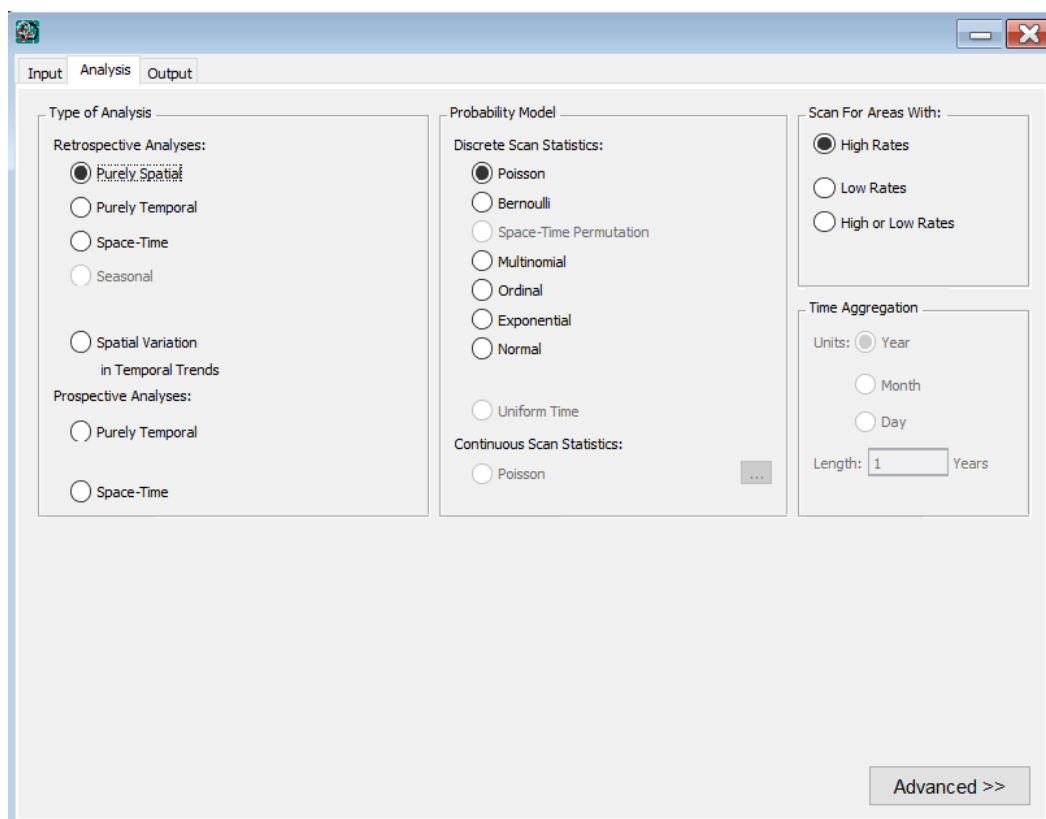 Input Analysis Output
Type of Analysis
Retrospective Analyses:
Purely Spatial
Purely Temporal
Space-Time
Seasonal
Spatial Variation
in Temporal Trends
Prospective Analyses:
Purely Temporal
Space-Time
Probability Model
Discrete Scan Statistics:
Poisson
Bernoulli
Space-Time Permutation
Multinomial
Ordinal
Exponential
Normal
Uniform Time
Continuous Scan Statistics:
Poisson ...
Scan For Areas With:
High Rates
Low Rates
High or Low Rates
Time Aggregation
Units: Year
Month
Day
Length: 1 Years
Advanced >>